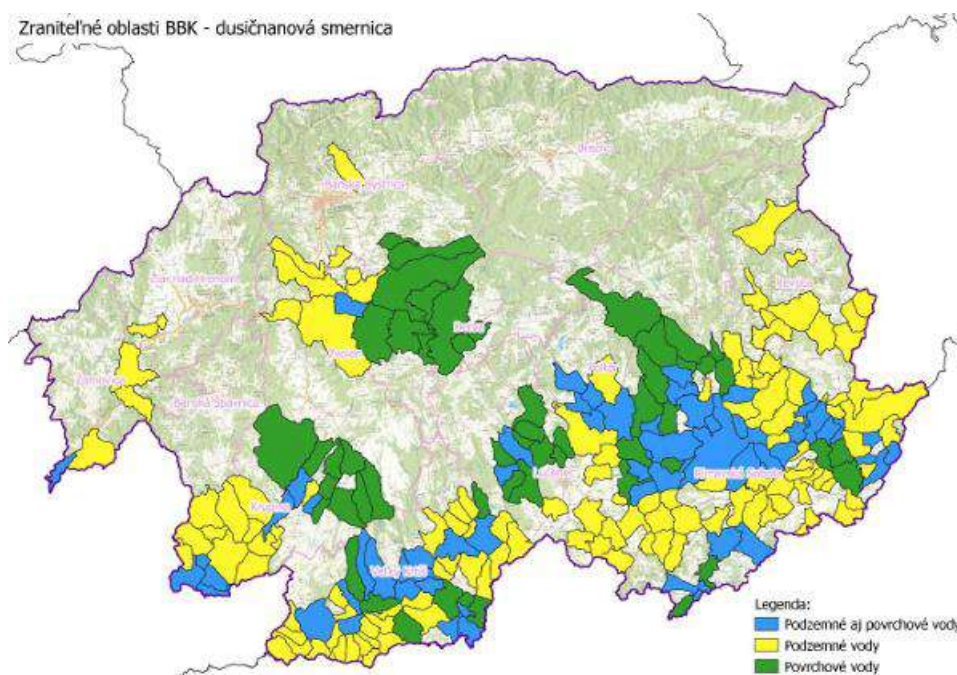 Zraniteľné oblasti BBK - dusičnanová smernica
Banská Bystrica
Brezno
Žiar nad Hronom
Revúca
Detva
Zvolen
Žarnovica
Banská Štiavnica
Poltár
Lučenec
Rimavská Sobota
Krupina
Veľký Krtíš
Legenda:
Podzemné aj povrchové vody
Podzemné vody
Povrchové vody